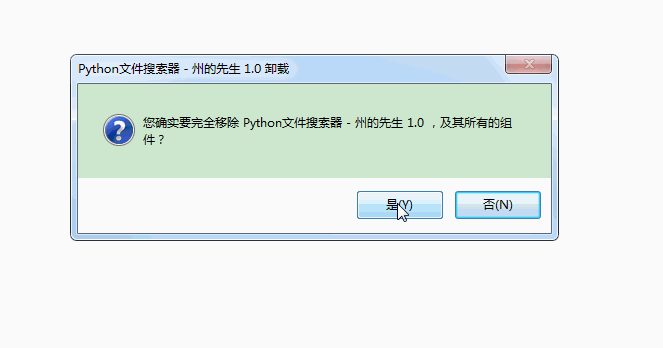 Python文件搜索器 - 州的先生 1.0 卸载
您确实要完全移除 Python文件搜索器 - 州的先生 1.0 ，及其所有的组
件？
是(Y)
否(N)